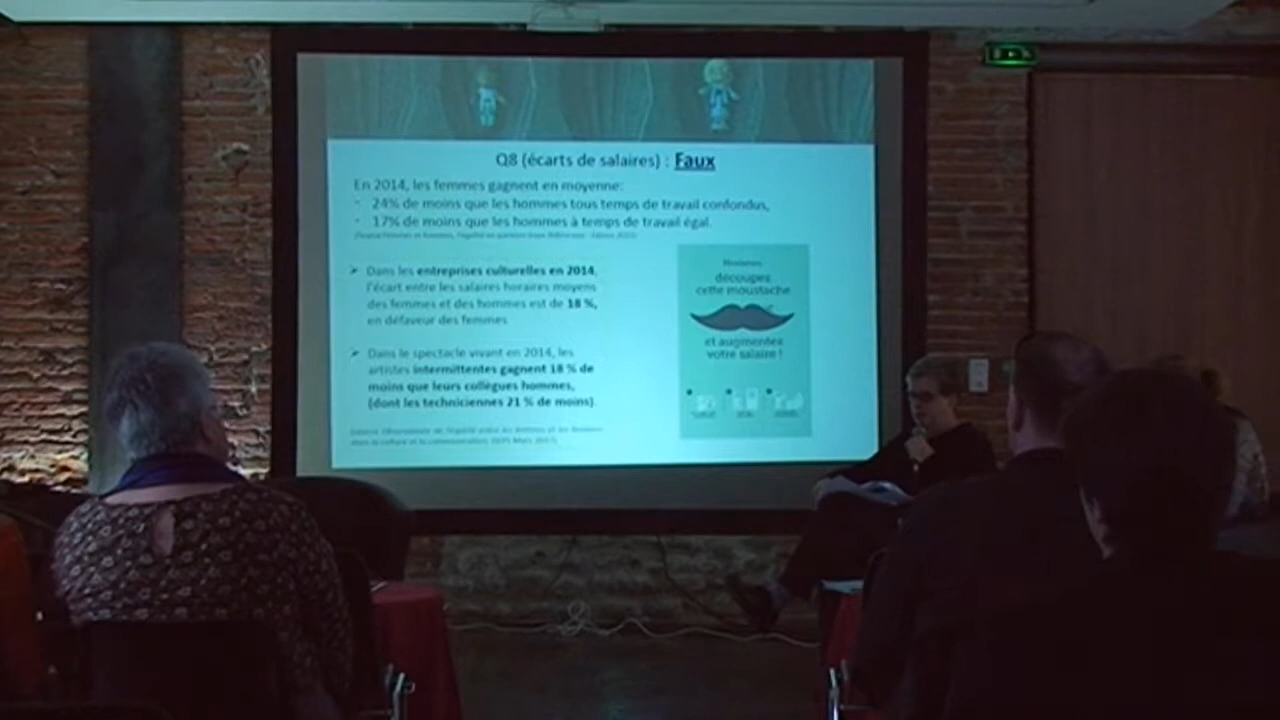 Q8 (écarts de salaires) : Faux
En 2014, les femmes gagnent en moyenne:
- 24% de moins que les hommes tous temps de travail confondus,
- 17% de moins que les hommes à temps de travail égal.
➤ Dans les entreprises culturelles en 2014,
l'écart entre les salaires horaires moyens
des femmes et des hommes est de 18 %,
en défaveur des femmes
➤ Dans le spectacle vivant en 2014, les
artistes intermittentes gagnent 18 % de
moins que leurs collègues hommes,
(dont les techniciennes 21 % de moins).
découpez
cette moustache
et augmentez
votre salaire !